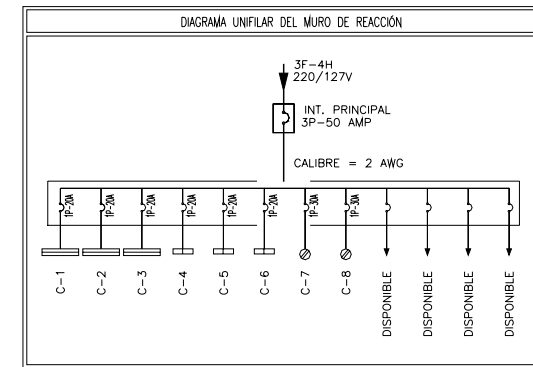 DIAGRAMA UNIFILAR DEL MURO DE REACCIÓN
3F-4H
220/127V
INT. PRINCIPAL
3P-50 AMP
CALIBRE = 2 AWG
1P-20A
1P-20A
1P-20A
1P-20A
1P-20A
1P-20A
1P-30A
1P-30A
C-1
C-2
C-3
C-4
C-5
C-6
C-7
C-8
DISPONIBLE
DISPONIBLE
DISPONIBLE
DISPONIBLE